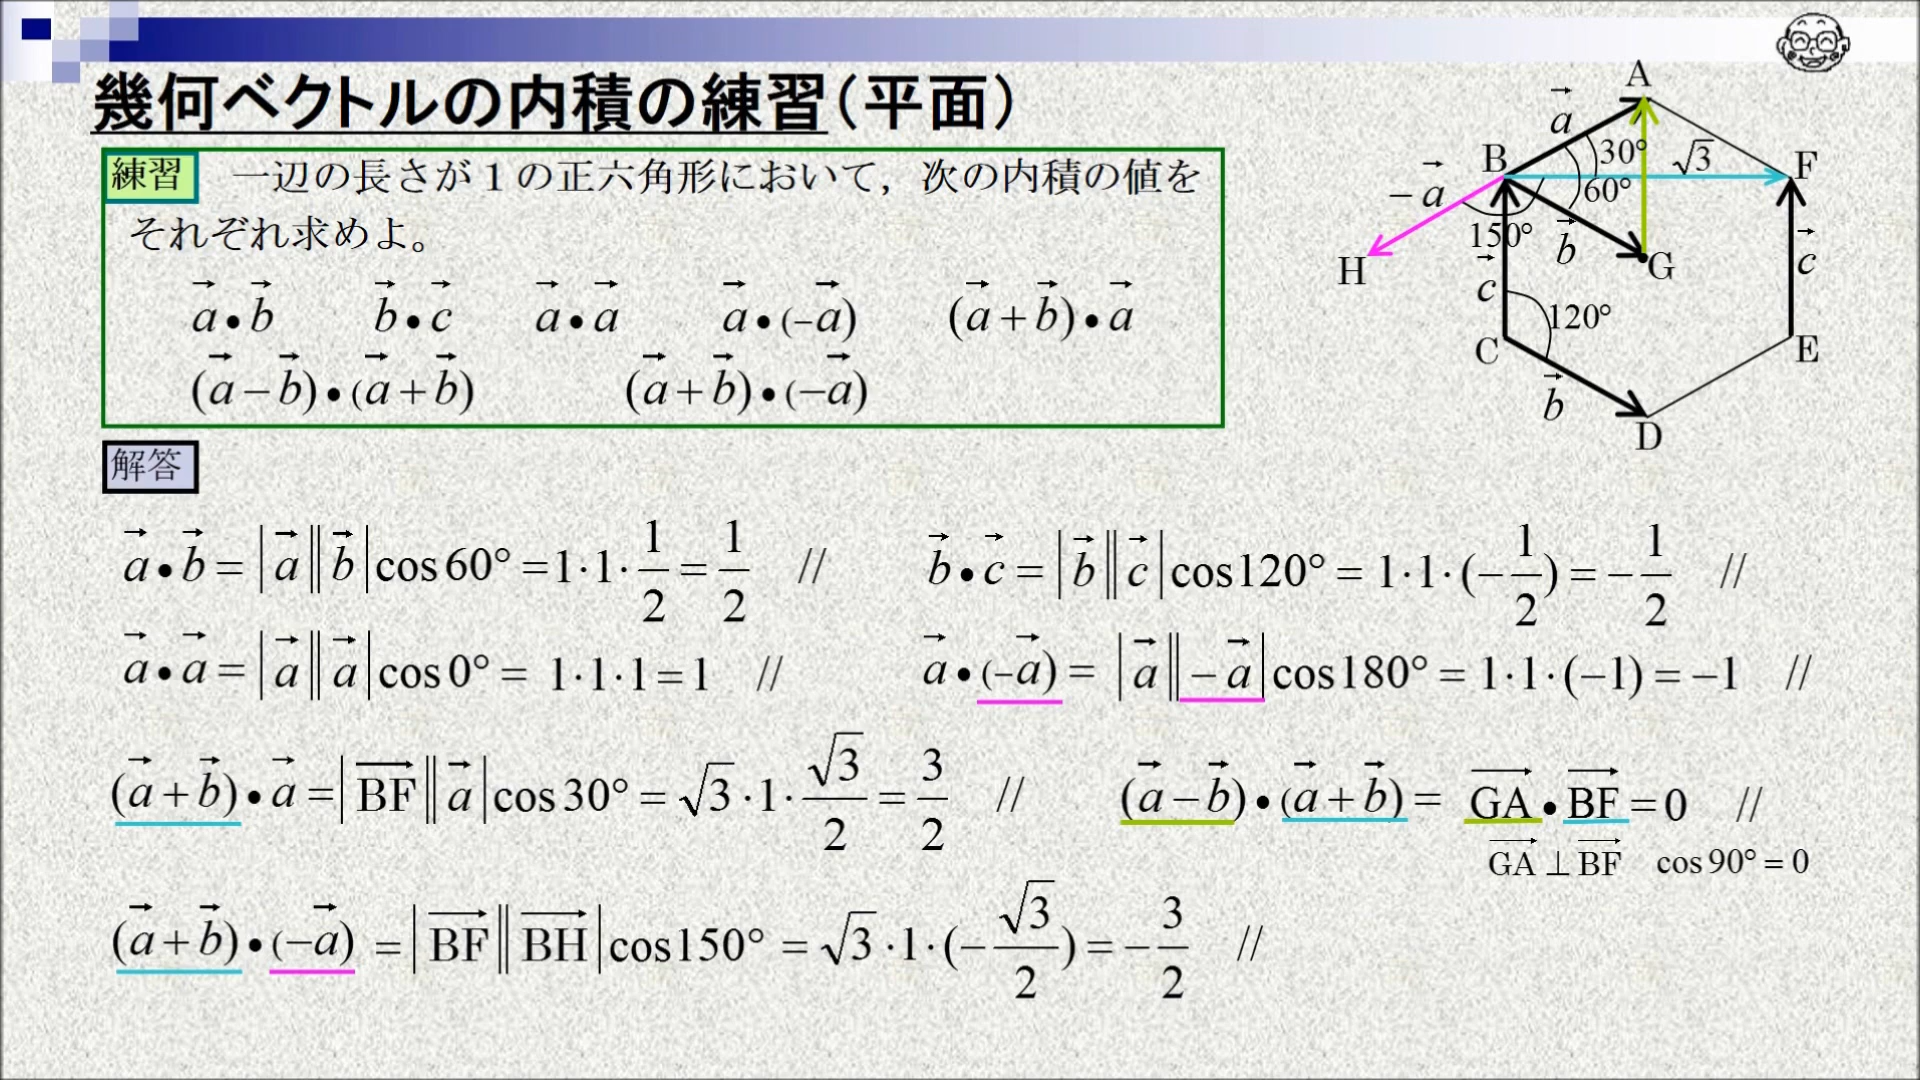 幾何ベクトルの内積の練習（平面）
練習 一辺の長さが１の正六角形において，次の内積の値を
それぞれ求めよ。
a⃗•b⃗ b⃗•c⃗ a⃗•a⃗ a⃗•(−a⃗) (a⃗+b⃗)•a⃗
(a⃗−b⃗)•(a⃗+b⃗) (a⃗+b⃗)•(−a⃗)
A
a⃗
B
30°
√3
F
−a⃗
60°
150°
b⃗
H
G
c⃗
c⃗
120°
C
E
b⃗
D
解答
a⃗•b⃗=|a⃗||b⃗|cos60°=1·1·1/2=1/2 //
b⃗•c⃗=|b⃗||c⃗|cos120°=1·1·(−1/2)=−1/2 //
a⃗•a⃗=|a⃗||a⃗|cos0°=1·1·1=1 //
a⃗•(−a⃗)=|a⃗||−a⃗|cos180°=1·1·(−1)=−1 //
(a⃗+b⃗)•a⃗=|BF⃗||a⃗|cos30°=√3·1·√3/2=3/2 //
(a⃗−b⃗)•(a⃗+b⃗)=GA⃗•BF⃗=0 //
GA⃗⊥BF⃗ cos90°=0
(a⃗+b⃗)•(−a⃗)=|BF⃗||BH⃗|cos150°=√3·1·(−√3/2)=−3/2 //